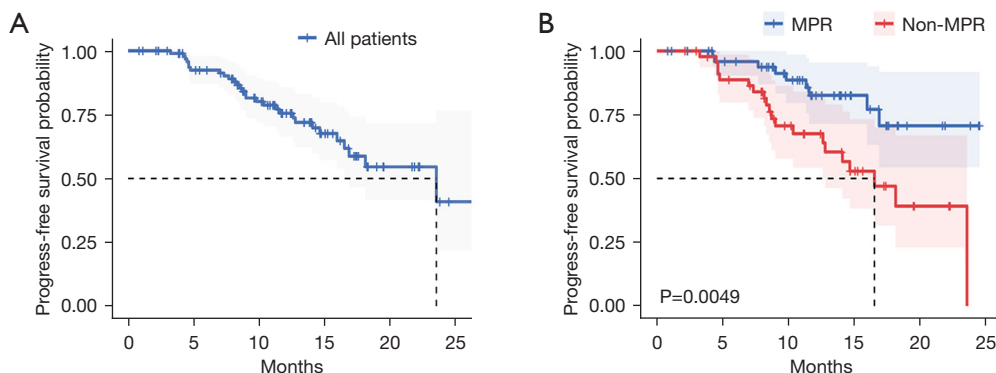 A
All patients
Progress-free survival probability
1.00
0.75
0.50
0.25
0.00
0 5 10 15 20 25
Months
B
MPR Non-MPR
Progress-free survival probability
1.00
0.75
0.50
0.25
0.00
P=0.0049
0 5 10 15 20 25
Months